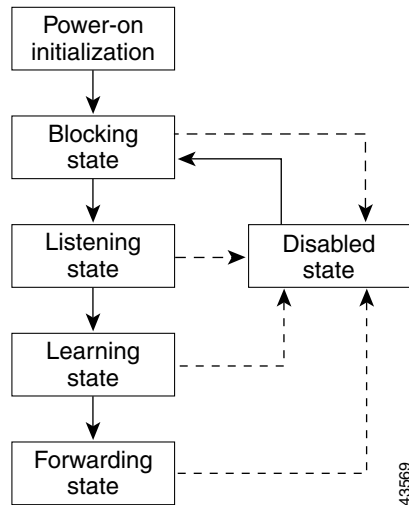 Power-on
initialization
Blocking
state
Listening
state
Disabled
state
Learning
state
Forwarding
state
43569